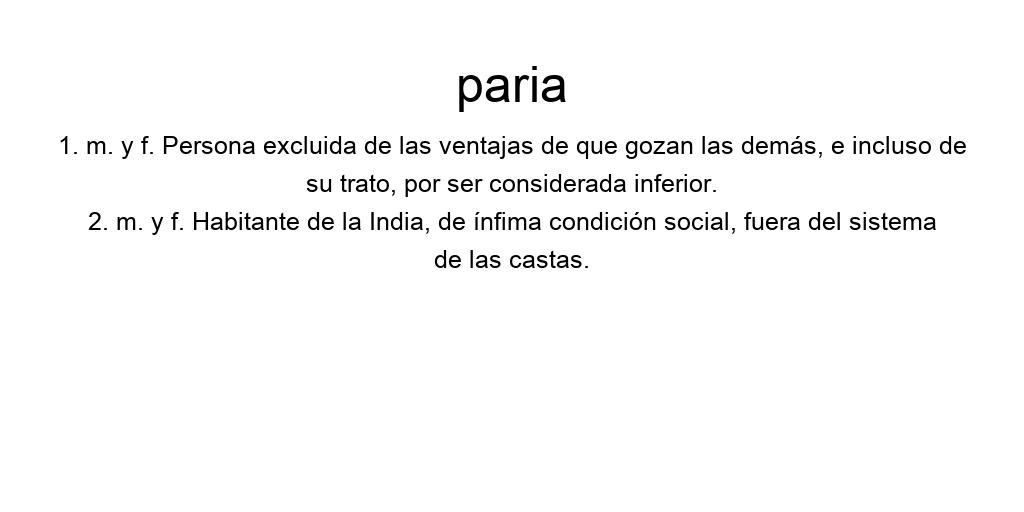 paria
1. m. y f. Persona excluida de las ventajas de que gozan las demás, e incluso de
su trato, por ser considerada inferior.
2. m. y f. Habitante de la India, de ínfima condición social, fuera del sistema
de las castas.